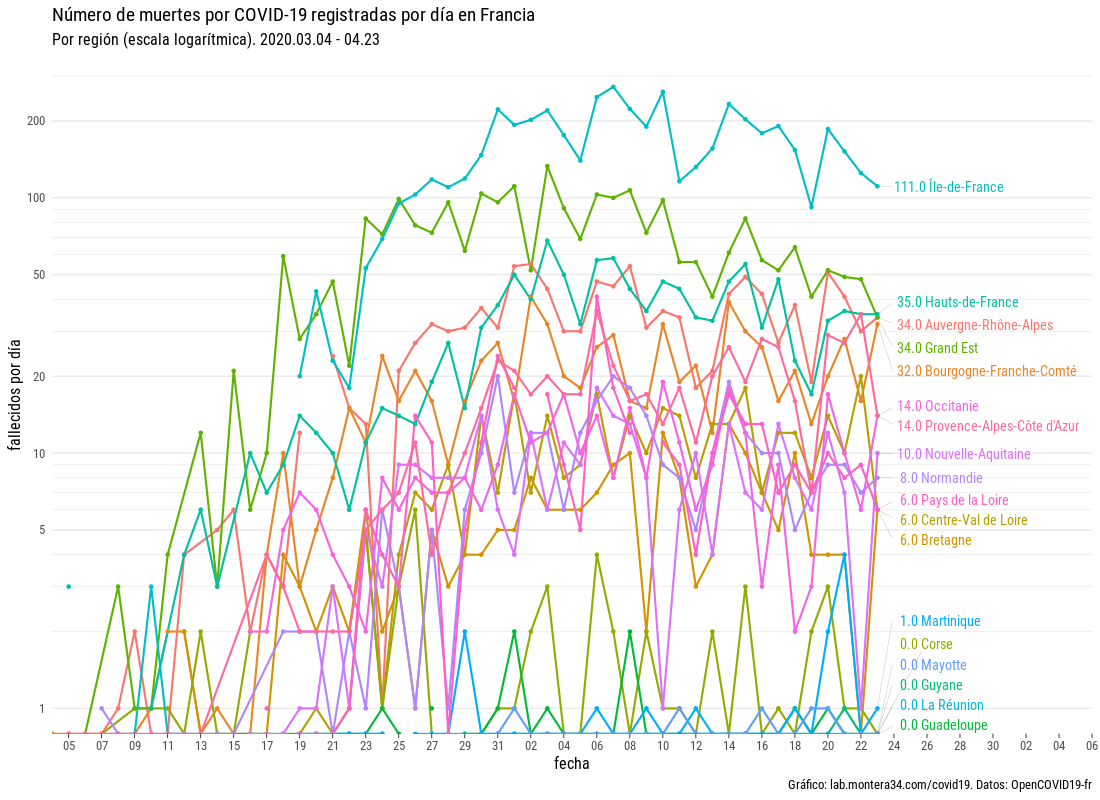 Número de muertes por COVID-19 registradas por día en Francia
Por región (escala logarítmica). 2020.03.04 - 04.23
fallecidos por día
200
100
50
20
10
5
1
111.0 Île-de-France
35.0 Hauts-de-France
34.0 Auvergne-Rhône-Alpes
34.0 Grand Est
32.0 Bourgogne-Franche-Comté
14.0 Occitanie
14.0 Provence-Alpes-Côte d'Azur
10.0 Nouvelle-Aquitaine
8.0 Normandie
6.0 Pays de la Loire
6.0 Centre-Val de Loire
6.0 Bretagne
1.0 Martinique
0.0 Corse
0.0 Mayotte
0.0 Guyane
0.0 La Réunion
0.0 Guadeloupe
05 07 09 11 13 15 17 19 21 23 25 27 29 31 02 04 06 08 10 12 14 16 18 20 22 24 26 28 30 02 04 06
fecha
Gráfico: lab.montera34.com/covid19. Datos: OpenCOVID19-fr